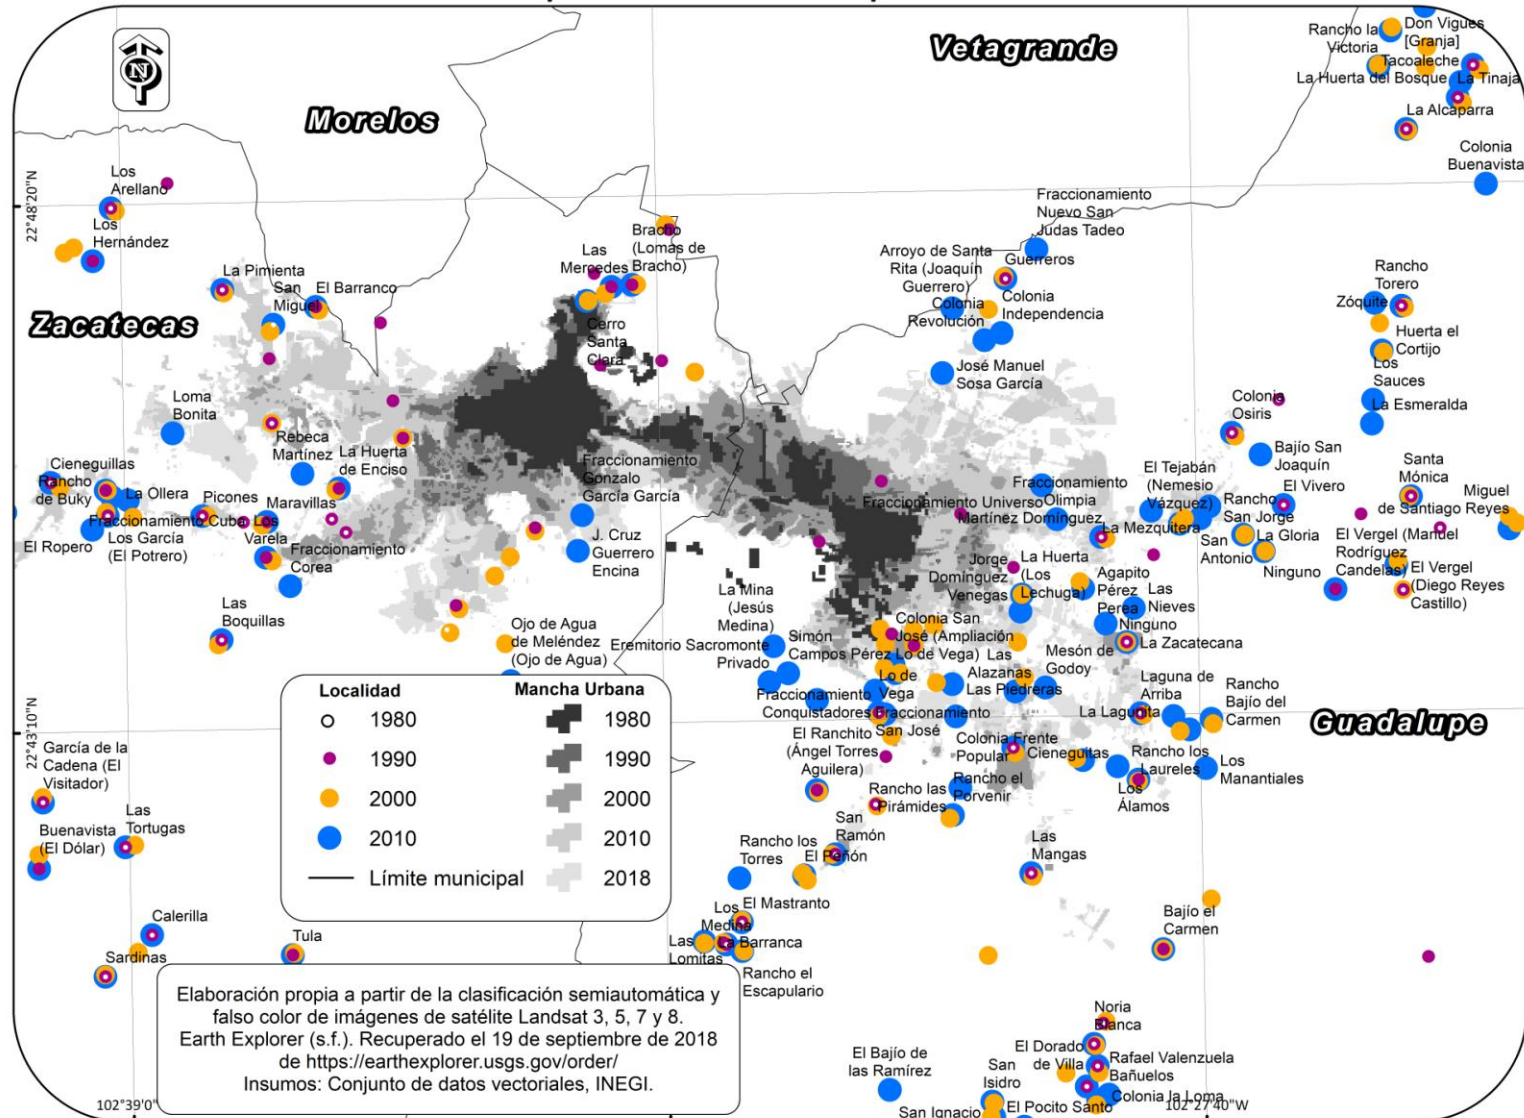 N
Vetagrande
Morelos
Zacatecas
Guadalupe
Rancho la
Victoria
Don Vigues
[Granja]
Tacoaleche
La Huerta del Bosque
La Tinaja
La Alcaparra
Colonia
Buenavista
22°48'20"N
Los
Arellano
Los
Hernández
La Pimienta
San
Miguel
El Barranco
Las
Mercedes
Bracho
(Lomas de
Bracho)
Cerro
Santa
Clara
Fraccionamiento
Nuevo San
Judas Tadeo
Arroyo de Santa
Rita (Joaquín
Guerrero)
Guerreros
Colonia
Revolución
Colonia
Independencia
José Manuel
Sosa García
Rancho
Torero
Zóquite
Huerta el
Cortijo
Los
Sauces
La Esmeralda
Colonia
Osiris
Bajío San
Joaquín
Loma
Bonita
Rebeca
Martínez
La Huerta
de Enciso
Cieneguillas
Rancho
de Buky
La Ollera
Picones
Maravillas
Fraccionamiento Cuba
Los
Varela
Los García
(El Potrero)
El Ropero
Fraccionamiento
Corea
Las
Boquillas
Fraccionamiento
Gonzalo
García García
J. Cruz
Guerrero
Encina
Fraccionamiento
Olimpia
Fraccionamiento Universo
Martínez Domínguez
El Tejabán
(Nemesio
Vázquez)
La Mezquitera
Rancho
San Jorge
El Vivero
La Gloria
San
Antonio
Ninguno
Santa
Mónica
Miguel
de Santiago Reyes
El Vergel (Manuel
Rodríguez
Candelas)
El Vergel
(Diego Reyes
Castillo)
La Mina
(Jesús
Medina)
Jorge
Domínguez
Venegas
La Huerta
(Los
Lechuga)
Agapito
Pérez
Perea
Las
Nieves
Ninguno
La Zacatecana
Ojo de Agua
de Meléndez
(Ojo de Agua)
Eremitorio Sacromonte
Privado
Simón
Campos Pérez
Colonia San
José (Ampliación
Lo de Vega)
Las
Alazanas
Las Piedreras
Mesón de
Godoy
Lo de
Vega
Fraccionamiento
Conquistadores
Fraccionamiento
San José
Laguna de
Arriba
La Lagunita
Rancho
Bajío del
Carmen
22°43'10"N
García de la
Cadena (El
Visitador)
Buenavista
(El Dólar)
Las
Tortugas
Calerilla
Sardinas
Tula
El Ranchito
(Ángel Torres
Aguilera)
Colonia Frente
Popular
Cieneguitas
Rancho los
Laureles
Los
Álamos
Los
Manantiales
Rancho las
Pirámides
Rancho el
Porvenir
San
Ramón
Rancho los
Torres
El Peñón
Las
Mangas
Bajío el
Carmen
El Mastranto
Los
Medina
La Barranca
Las
Lomitas
Rancho el
Escapulario
Localidad
Mancha Urbana
1980
1980
1990
1990
2000
2000
2010
2010
Límite municipal
2018
Elaboración propia a partir de la clasificación semiautomática y
falso color de imágenes de satélite Landsat 3, 5, 7 y 8.
Earth Explorer (s.f.). Recuperado el 19 de septiembre de 2018
de https://earthexplorer.usgs.gov/order/
Insumos: Conjunto de datos vectoriales, INEGI.
Noria
Blanca
El Dorado
de Villa
Rafael Valenzuela
Bañuelos
El Bajío de
las Ramírez
San
Isidro
Colonia la Loma
San Ignacio
El Pocito Santo
102°39'0"
102°27'40"W